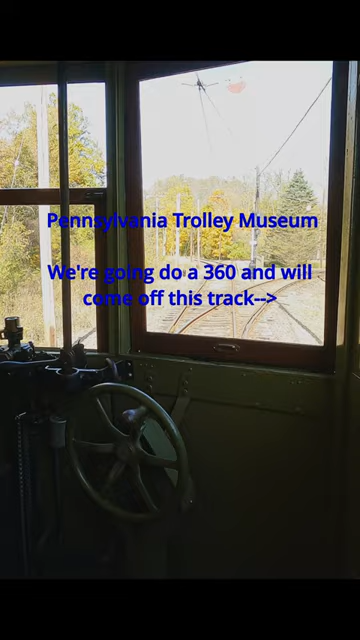 Pennsylvania Trolley Museum
We're going do a 360 and will
come off this track-->